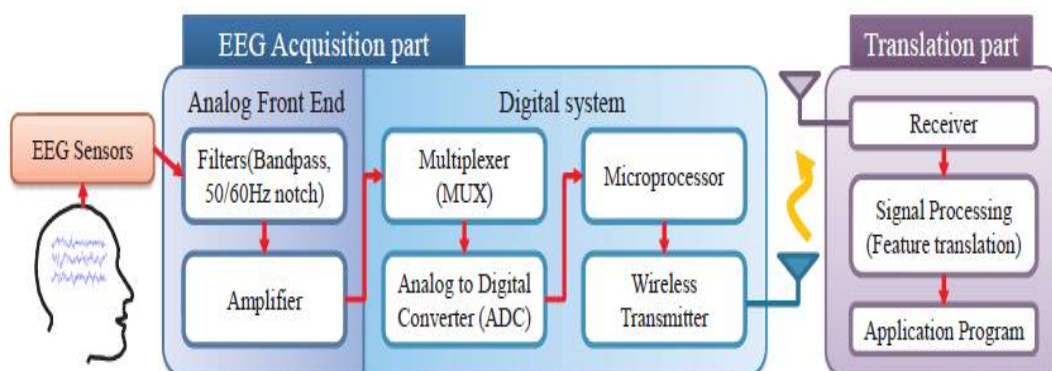 EEG Acquisition part
Translation part
Analog Front End
Digital system
EEG Sensors
Filters(Bandpass,
50/60Hz notch)
Amplifier
Multiplexer
(MUX)
Analog to Digital
Converter (ADC)
Microprocessor
Wireless
Transmitter
Receiver
Signal Processing
(Feature translation)
Application Program